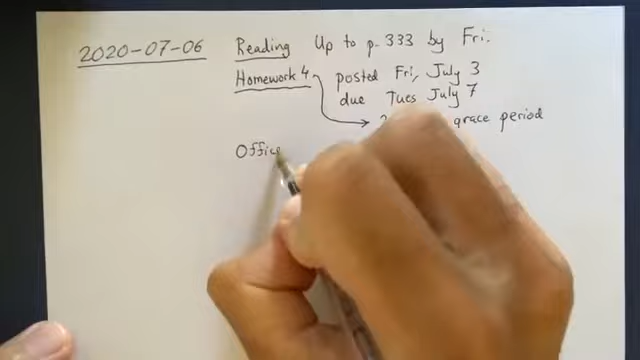 2020-07-06 Reading Up to p. 333 by Fri.
Homework 4 posted Fri, July 3
due Tues July 7
grace period
Office